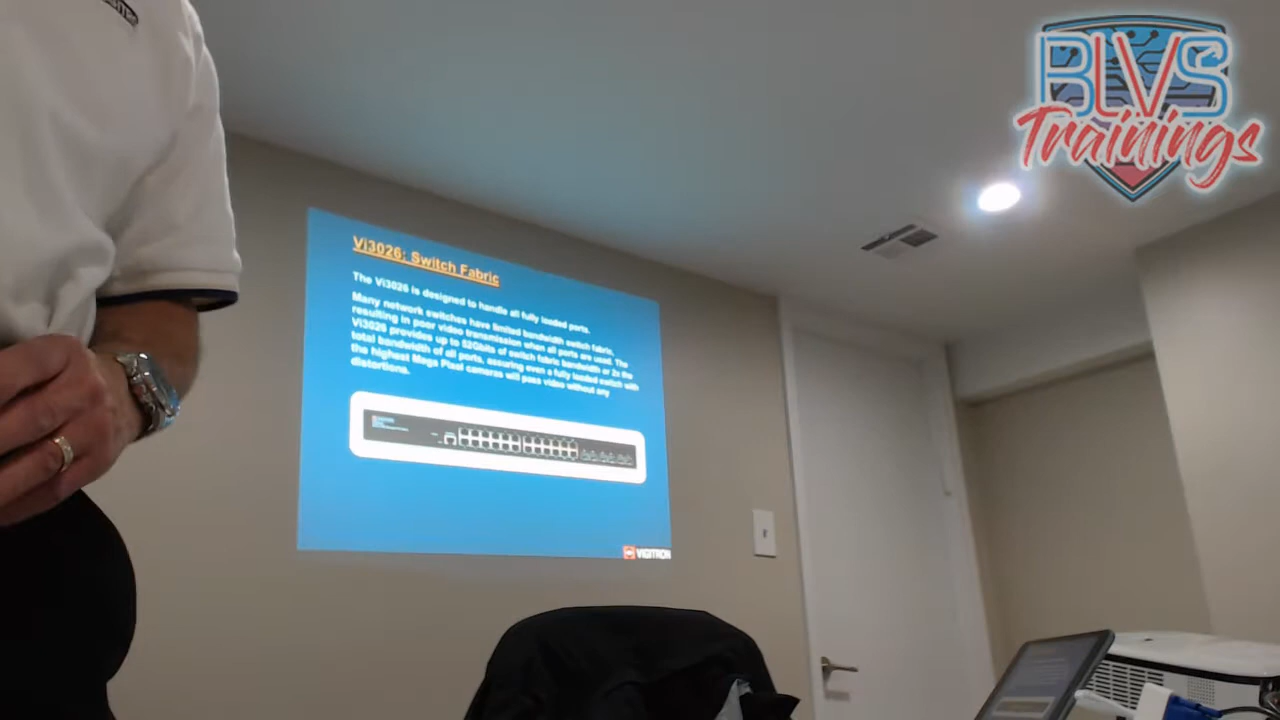 BLVS
Trainings
Vi3026: Switch Fabric
The Vi3026 is designed to handle all fully loaded ports.
Many network switches have limited bandwidth switch fabric,
resulting in poor video transmission when all ports are used. The
Vi3026 provides up to 52Gbits of switch fabric bandwidth or 2x the
total bandwidth of all ports, assuring even a fully loaded switch with
the highest Mega Pixel cameras will pass video without any
distortions.
VIGITRON